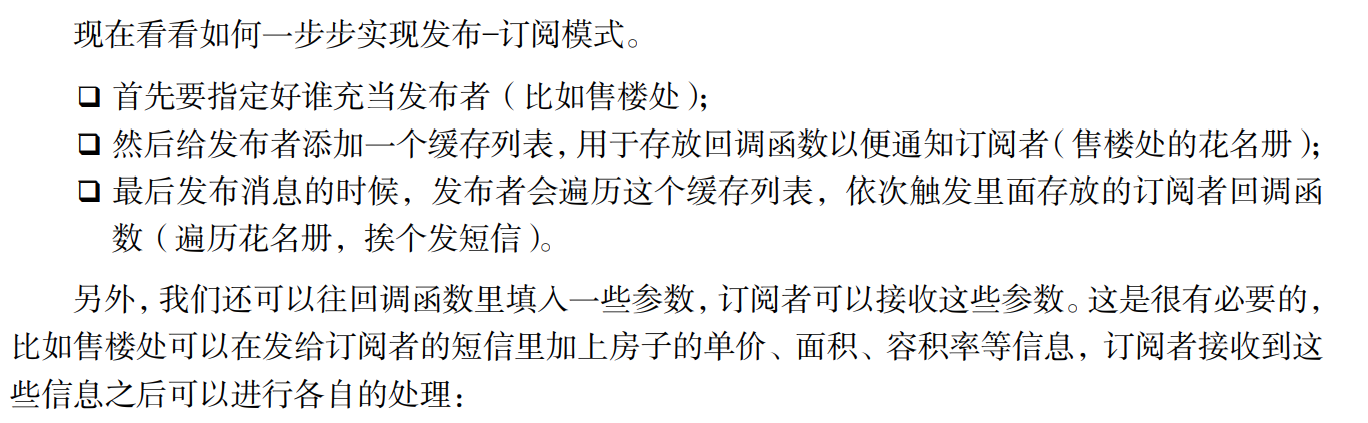 现在看看如何一步步实现发布–订阅模式。
❑ 首先要指定好谁充当发布者（比如售楼处）；
❑ 然后给发布者添加一个缓存列表，用于存放回调函数以便通知订阅者（售楼处的花名册）；
❑ 最后发布消息的时候，发布者会遍历这个缓存列表，依次触发里面存放的订阅者回调函
数（遍历花名册，挨个发短信）。
另外，我们还可以往回调函数里填入一些参数，订阅者可以接收这些参数。这是很有必要的，
比如售楼处可以在发给订阅者的短信里加上房子的单价、面积、容积率等信息，订阅者接收到这
些信息之后可以进行各自的处理：